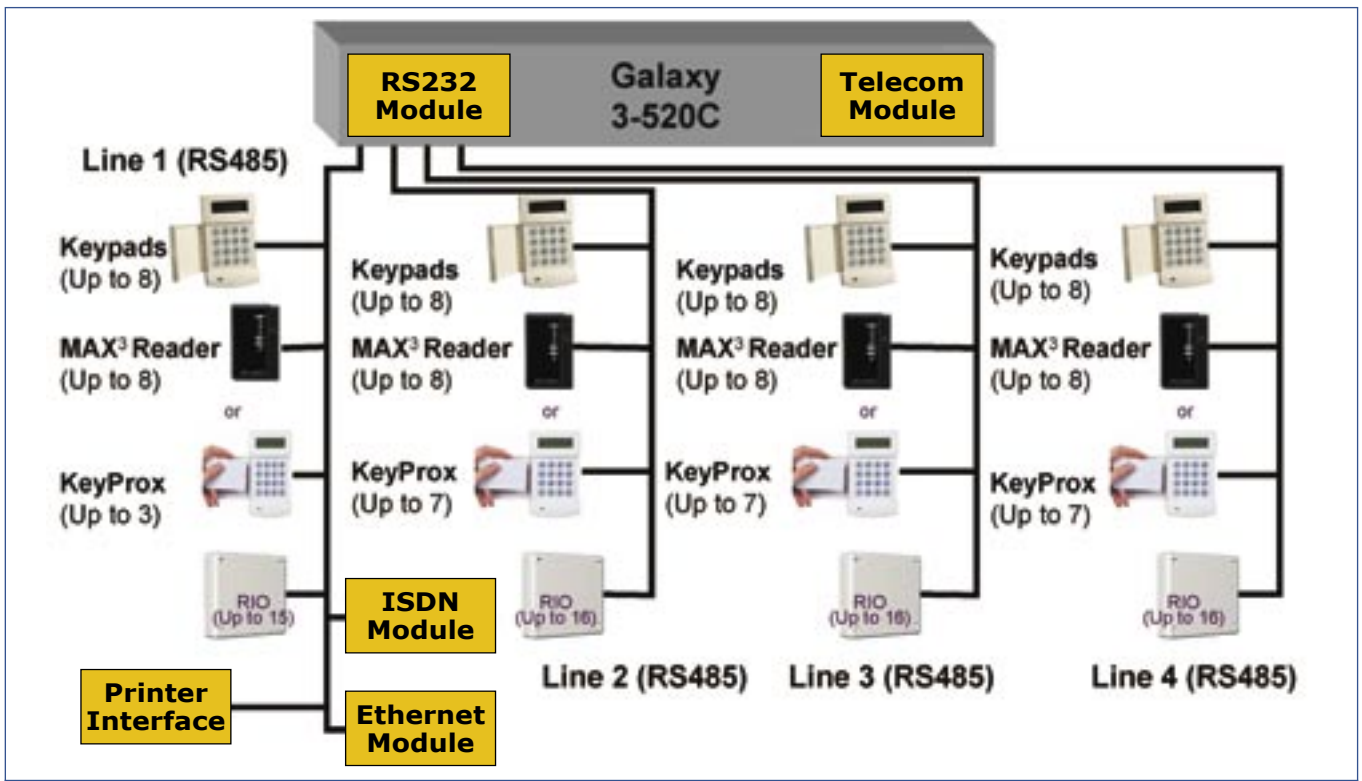 RS232
Module
Galaxy
3-520C
Telecom
Module
Line 1 (RS485)
Keypads
(Up to 8)
MAX³ Reader
(Up to 8)
or
KeyProx
(Up to 3)
RIO
(Up to 15)
ISDN
Module
Printer
Interface
Ethernet
Module
Keypads
(Up to 8)
MAX³ Reader
(Up to 8)
or
KeyProx
(Up to 7)
RIO
(Up to 16)
Line 2 (RS485)
Keypads
(Up to 8)
MAX³ Reader
(Up to 8)
or
KeyProx
(Up to 7)
RIO
(Up to 16)
Line 3 (RS485)
Keypads
(Up to 8)
MAX³ Reader
(Up to 8)
or
KeyProx
(Up to 7)
RIO
(Up to 16)
Line 4 (RS485)